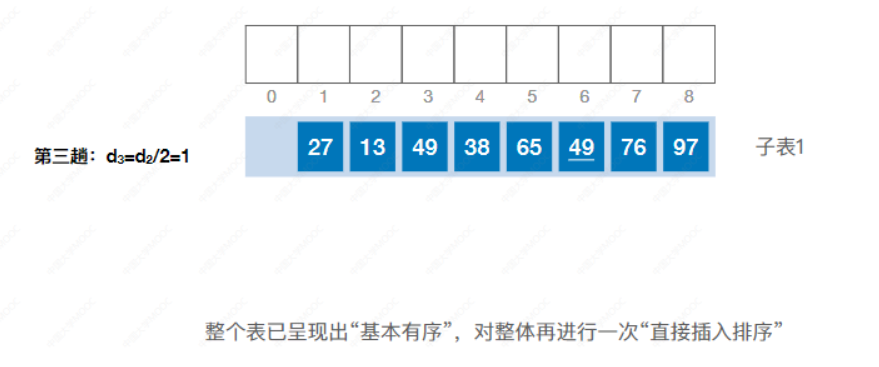 0 1 2 3 4 5 6 7 8
第三趟：d₃=d₂/2=1
27 13 49 38 65 49 76 97
子表1
整个表已呈现出“基本有序”，对整体再进行一次“直接插入排序”